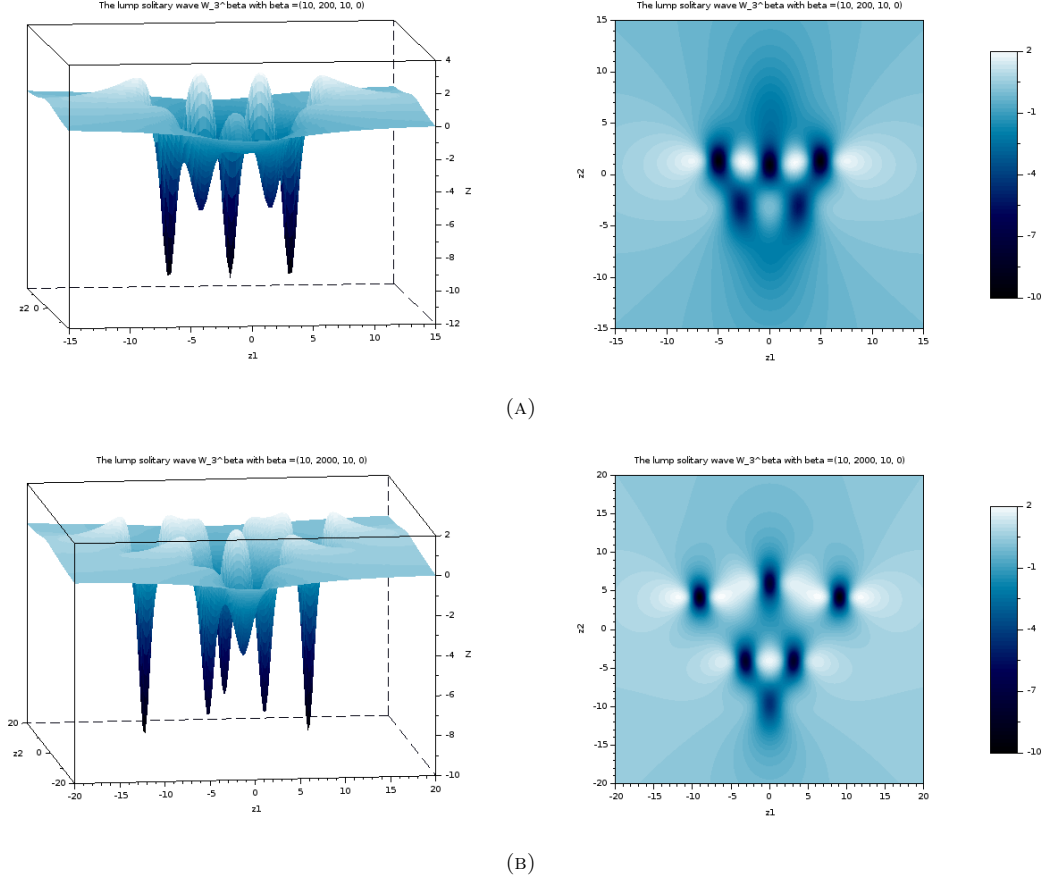 The lump solitary wave W_3^beta with beta =(10, 200, 10, 0)
4
2
0
-2
-4
-6
-8
-10
-12
Z
z2 0
-15 -10 -5 0 5 10 15
z1
The lump solitary wave W_3^beta with beta =(10, 200, 10, 0)
15
10
5
0
-5
-10
-15
z2
-15 -10 -5 0 5 10 15
z1
2
-1
-4
-7
-10
(A)
The lump solitary wave W_3^beta with beta =(10, 2000, 10, 0)
2
0
-2
-4
-6
-8
-10
Z
20
z2 0
-20
-20 -15 -10 -5 0 5 10 15 20
z1
The lump solitary wave W_3^beta with beta =(10, 2000, 10, 0)
20
15
10
5
0
-5
-10
-15
-20
z2
-20 -15 -10 -5 0 5 10 15 20
z1
2
-1
-4
-7
-10
(B)